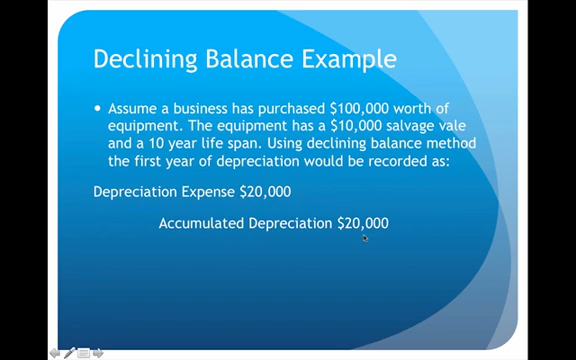 Declining Balance Example
• Assume a business has purchased $100,000 worth of
equipment. The equipment has a $10,000 salvage vale
and a 10 year life span. Using declining balance method
the first year of depreciation would be recorded as:
Depreciation Expense $20,000
Accumulated Depreciation $20,000